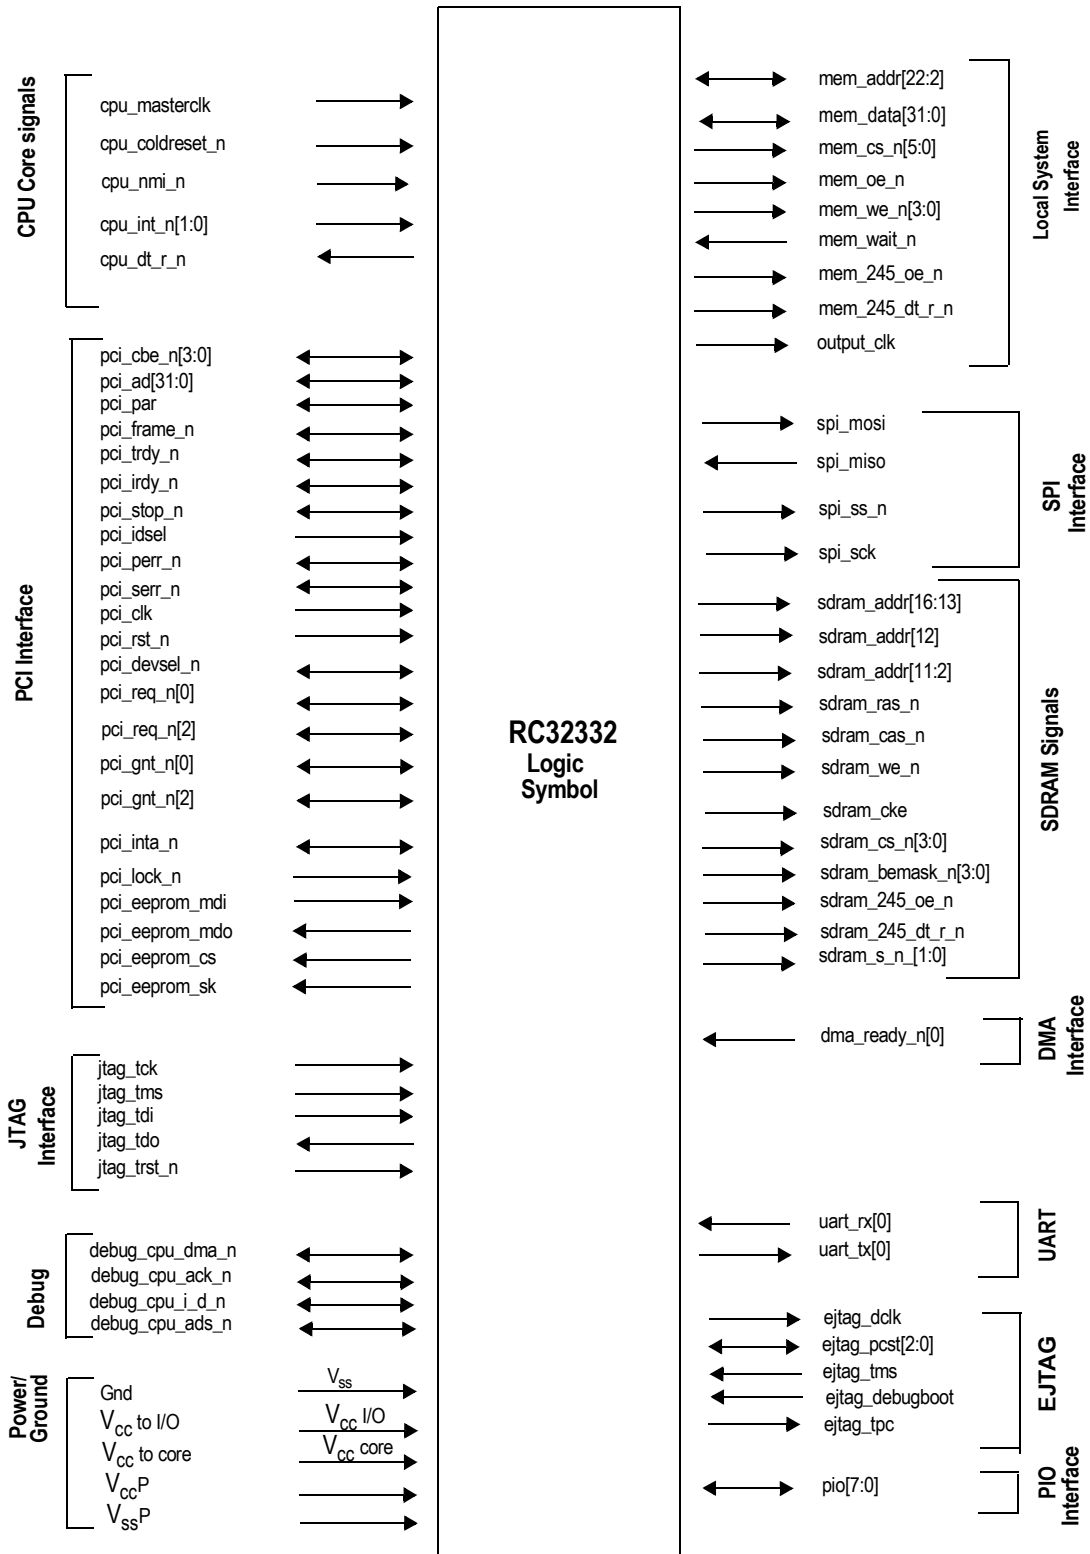 CPU Core signals
cpu_masterclk
cpu_coldreset_n
cpu_nmi_n
cpu_int_n[1:0]
cpu_dt_r_n
PCI Interface
pci_cbe_n[3:0]
pci_ad[31:0]
pci_par
pci_frame_n
pci_trdy_n
pci_irdy_n
pci_stop_n
pci_idsel
pci_perr_n
pci_serr_n
pci_clk
pci_rst_n
pci_devsel_n
pci_req_n[0]
pci_req_n[2]
pci_gnt_n[0]
pci_gnt_n[2]
pci_inta_n
pci_lock_n
pci_eeprom_mdi
pci_eeprom_mdo
pci_eeprom_cs
pci_eeprom_sk
JTAG
Interface
jtag_tck
jtag_tms
jtag_tdi
jtag_tdo
jtag_trst_n
Debug
debug_cpu_dma_n
debug_cpu_ack_n
debug_cpu_i_d_n
debug_cpu_ads_n
Power/
Ground
Gnd Vss
Vcc to I/O Vcc I/O
Vcc to core Vcc core
VccP
VssP
RC32332
Logic
Symbol
mem_addr[22:2]
mem_data[31:0]
mem_cs_n[5:0]
mem_oe_n
mem_we_n[3:0]
mem_wait_n
mem_245_oe_n
mem_245_dt_r_n
output_clk
Local System
Interface
spi_mosi
spi_miso
spi_ss_n
spi_sck
SPI
Interface
sdram_addr[16:13]
sdram_addr[12]
sdram_addr[11:2]
sdram_ras_n
sdram_cas_n
sdram_we_n
sdram_cke
sdram_cs_n[3:0]
sdram_bemask_n[3:0]
sdram_245_oe_n
sdram_245_dt_r_n
sdram_s_n_[1:0]
SDRAM Signals
dma_ready_n[0]
DMA
Interface
uart_rx[0]
uart_tx[0]
UART
ejtag_dclk
ejtag_pcst[2:0]
ejtag_tms
ejtag_debugboot
ejtag_tpc
EJTAG
pio[7:0]
PIO
Interface